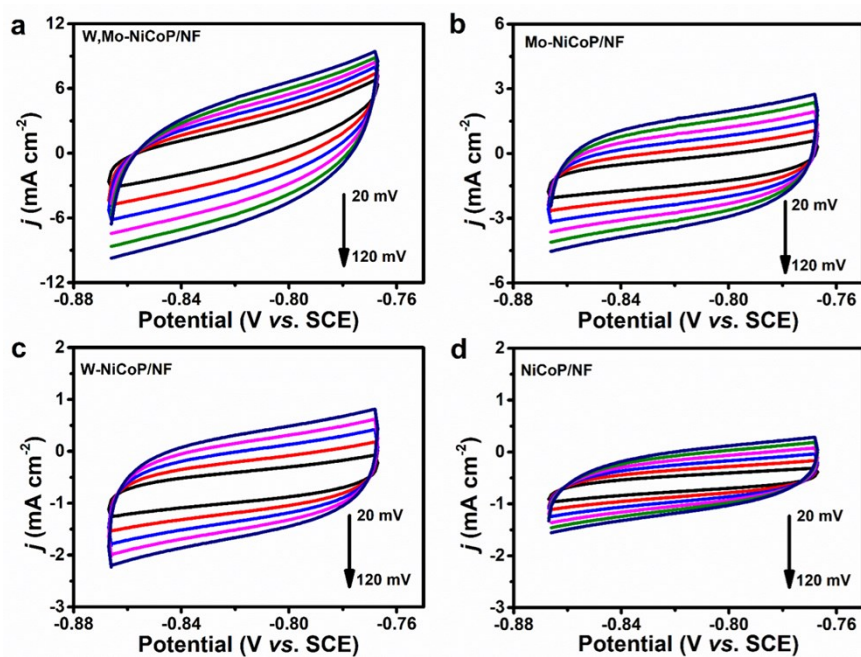 a
W,Mo-NiCoP/NF
12
6
0
-6
-12
j (mA cm⁻²)
20 mV
120 mV
-0.88 -0.84 -0.80 -0.76
Potential (V vs. SCE)
b
Mo-NiCoP/NF
6
3
0
-3
-6
j (mA cm⁻²)
20 mV
120 mV
-0.88 -0.84 -0.80 -0.76
Potential (V vs. SCE)
c
W-NiCoP/NF
2
1
0
-1
-2
-3
j (mA cm⁻²)
20 mV
120 mV
-0.88 -0.84 -0.80 -0.76
Potential (V vs. SCE)
d
NiCoP/NF
2
1
0
-1
-2
-3
j (mA cm⁻²)
20 mV
120 mV
-0.88 -0.84 -0.80 -0.76
Potential (V vs. SCE)